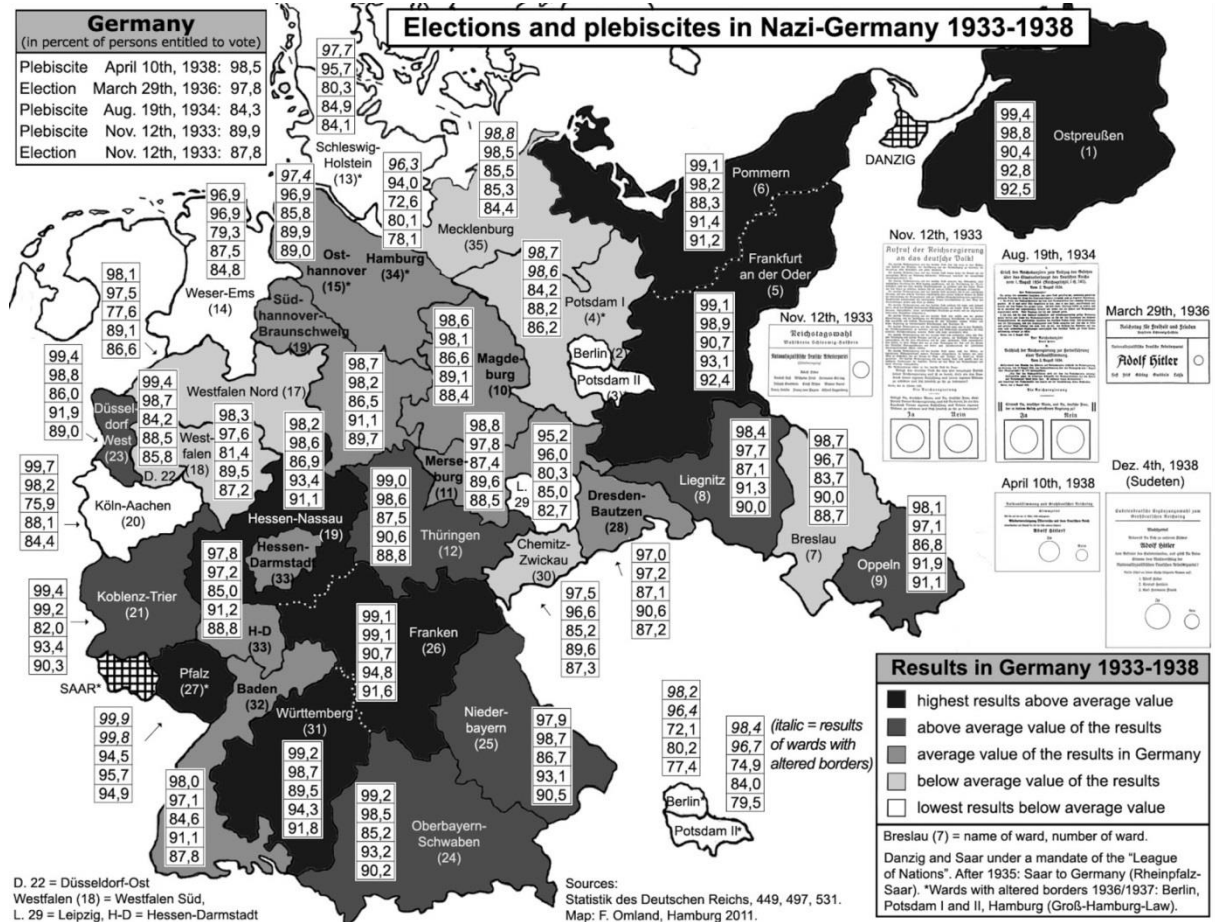 Elections and plebiscites in Nazi-Germany 1933-1938
Germany
(in percent of persons entitled to vote)
Plebiscite April 10th, 1938: 98,5
Election March 29th, 1936: 97,8
Plebiscite Aug. 19th, 1934: 84,3
Plebiscite Nov. 12th, 1933: 89,9
Election Nov. 12th, 1933: 87,8
97,7
95,7
80,3
84,9
84,1
Schleswig-
Holstein
(13)*
96,3
94,0
72,6
80,1
78,1
Hamburg
(34)*
98,8
98,5
85,5
85,3
84,4
Mecklenburg
(35)
99,1
98,2
88,3
91,4
91,2
Pommern
(6)
DANZIG
99,4
98,8
90,4
92,8
92,5
Ostpreußen
(1)
97,4
96,9
85,8
89,9
89,0
Ost-
hannover
(15)*
96,9
96,9
79,3
87,5
84,8
Weser-Ems
(14)
Süd-
hannover-
Braunschweig
(19)
98,7
98,2
86,5
91,1
89,7
98,7
98,6
84,2
88,2
86,2
Potsdam I
(4)*
Berlin (2)
Potsdam II
(3)
Frankfurt
an der Oder
(5)
99,1
98,9
90,7
93,1
92,4
98,6
98,1
86,6
89,1
88,4
Magde-
burg
(10)
98,1
97,5
77,6
89,1
86,6
Westfalen Nord (17)
99,4
98,8
86,0
91,9
89,0
Düssel-
dorf
West
(23)
99,4
98,7
84,2
88,5
85,8
D. 22
West-
falen
(18)
98,3
97,6
81,4
89,5
87,2
98,2
98,6
86,9
93,4
91,1
Hessen-Nassau
(19)
99,7
98,2
75,9
88,1
84,4
Köln-Aachen
(20)
98,8
97,8
87,4
89,6
88,5
Merse-
burg
(11)
95,2
96,0
80,3
85,0
82,7
L.
29
99,0
98,6
87,5
90,6
88,8
Thüringen
(12)
Dresden-
Bautzen
(28)
97,0
97,2
87,1
90,6
87,2
Chemitz-
Zwickau
(30)
97,5
96,6
85,2
89,6
87,3
98,4
97,7
87,1
91,3
90,0
Liegnitz
(8)
98,7
96,7
83,7
90,0
88,7
Breslau
(7)
98,1
97,1
86,8
91,9
91,1
Oppeln
(9)
99,4
99,2
82,0
93,4
90,3
Koblenz-Trier
(21)
97,8
97,2
85,0
91,2
88,8
Hessen-
Darmstadt
(33)
H-D
(33)
99,1
99,1
90,7
94,8
91,6
Franken
(26)
SAAR*
Pfalz
(27)*
99,9
99,8
94,5
95,7
94,9
Baden
(32)
98,0
97,1
84,6
91,1
87,8
Württemberg
(31)
99,2
98,7
89,5
94,3
91,8
Nieder-
bayern
(25)
97,9
98,7
86,7
93,1
90,5
99,2
98,5
85,2
93,2
90,2
Oberbayern-
Schwaben
(24)
98,2
96,4
72,1
80,2
77,4
98,4
96,7
74,9
84,0
79,5
(italic = results
of wards with
altered borders)
Berlin*
Potsdam II*
Nov. 12th, 1933
Reichstagswahl
Nov. 12th, 1933
Aufruf der Reichsregierung
an das deutsche Volk!
Aug. 19th, 1934
Ja Nein
March 29th, 1936
Reichstag für Freiheit und Frieden
Adolf Hitler
April 10th, 1938
Dez. 4th, 1938
(Sudeten)
Adolf Hitler
Results in Germany 1933-1938
highest results above average value
above average value of the results
average value of the results in Germany
below average value of the results
lowest results below average value
Breslau (7) = name of ward, number of ward.
Danzig and Saar under a mandate of the "League
of Nations". After 1935: Saar to Germany (Rheinpfalz-
Saar). *Wards with altered borders 1936/1937: Berlin,
Potsdam I and II, Hamburg (Groß-Hamburg-Law).
D. 22 = Düsseldorf-Ost
Westfalen (18) = Westfalen Süd,
L. 29 = Leipzig, H-D = Hessen-Darmstadt
Sources:
Statistik des Deutschen Reichs, 449, 497, 531.
Map: F. Omland, Hamburg 2011.